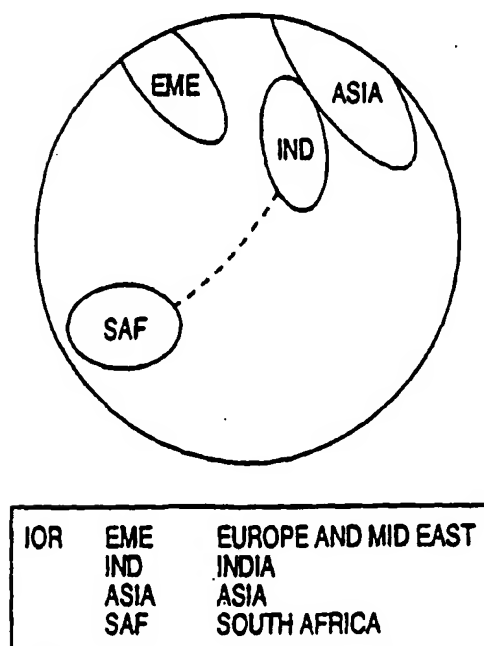 EME
ASIA
IND
SAF
IOR EME EUROPE AND MID EAST
IND INDIA
ASIA ASIA
SAF SOUTH AFRICA